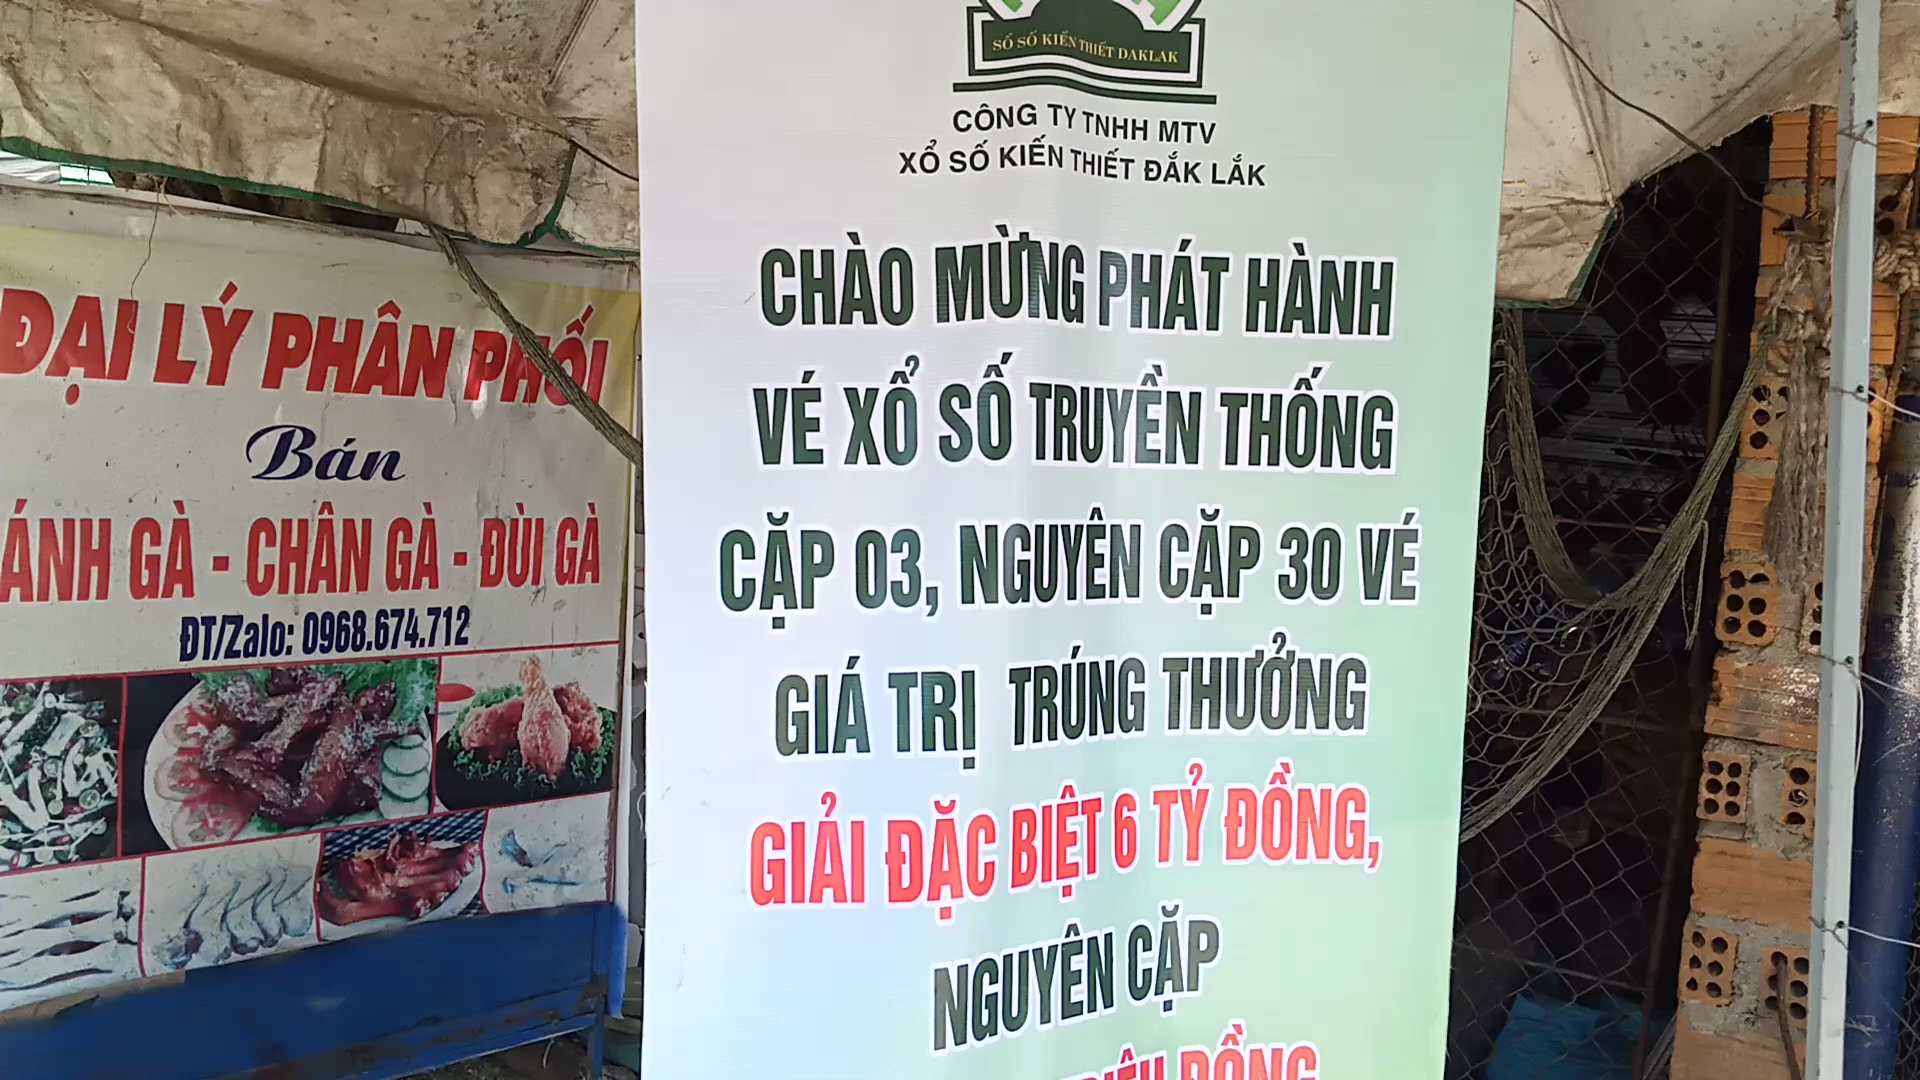 ĐẠI LÝ PHÂN PHỐI
Bán
ÁNH GÀ - CHÂN GÀ - ĐÙI GÀ
ĐT/Zalo: 0968.674.712
SỔ SỐ KIẾN THIẾT DAKLAK
CÔNG TY TNHH MTV
XỔ SỐ KIẾN THIẾT ĐẮK LẮK
CHÀO MỪNG PHÁT HÀNH
VÉ XỔ SỐ TRUYỀN THỐNG
CẶP 03, NGUYÊN CẶP 30 VÉ
GIÁ TRỊ TRÚNG THƯỞNG
GIẢI ĐẶC BIỆT 6 TỶ ĐỒNG,
NGUYÊN CẶP
ĐỒNG